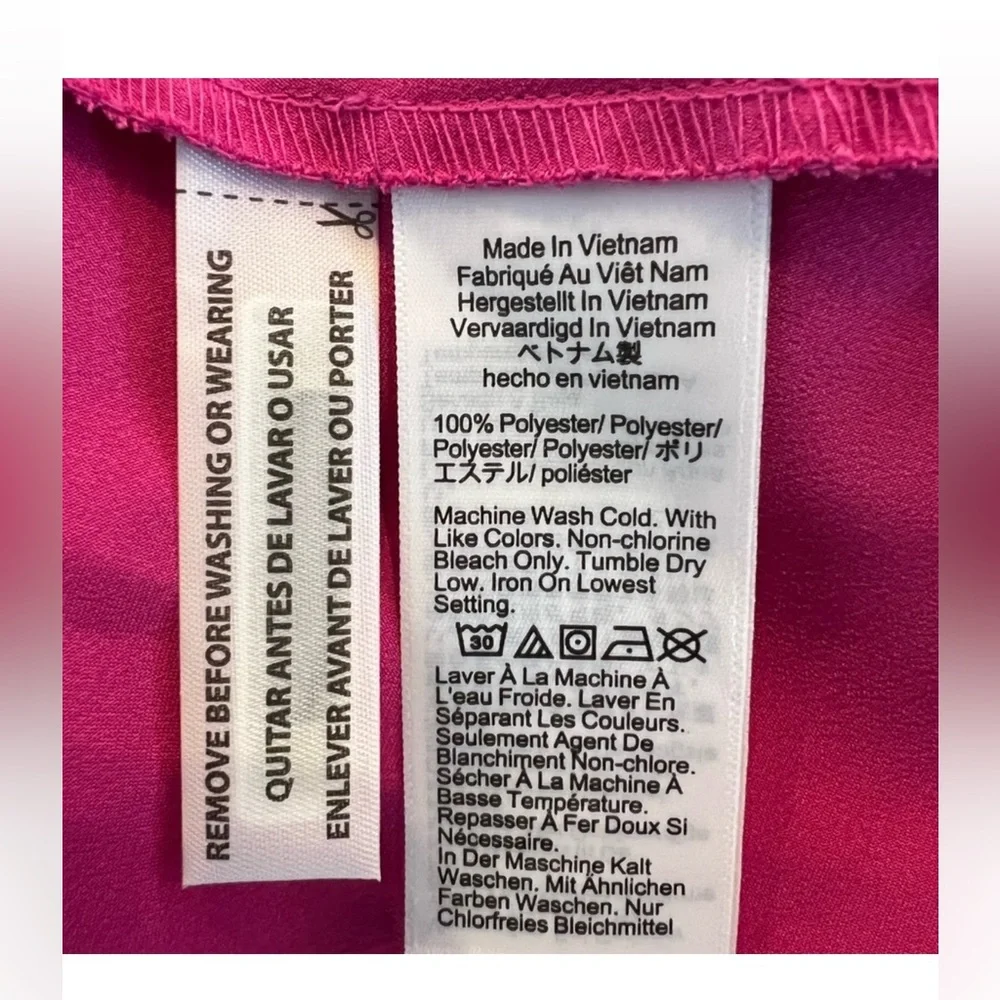 REMOVE BEFORE WASHING OR WEARING
QUITAR ANTES DE LAVAR O USAR
ENLEVER AVANT DE LAVER OU PORTER
Made In Vietnam
Fabriqué Au Viêt Nam
Hergestellt In Vietnam
Vervaardigd In Vietnam
ベトナム製
hecho en vietnam
100% Polyester/ Polyester/
Polyester/ Polyester/ ポリ
エステル/ poliéster
Machine Wash Cold. With
Like Colors. Non-chlorine
Bleach Only. Tumble Dry
Low. Iron On Lowest
Setting.
30
Laver À La Machine À
L'eau Froide. Laver En
Séparant Les Couleurs.
Seulement Agent De
Blanchiment Non-chlore.
Sécher À La Machine À
Basse Température.
Repasser À Fer Doux Si
Nécessaire.
In Der Maschine Kalt
Waschen. Mit Ähnlichen
Farben Waschen. Nur
Chlorfreies Bleichmittel